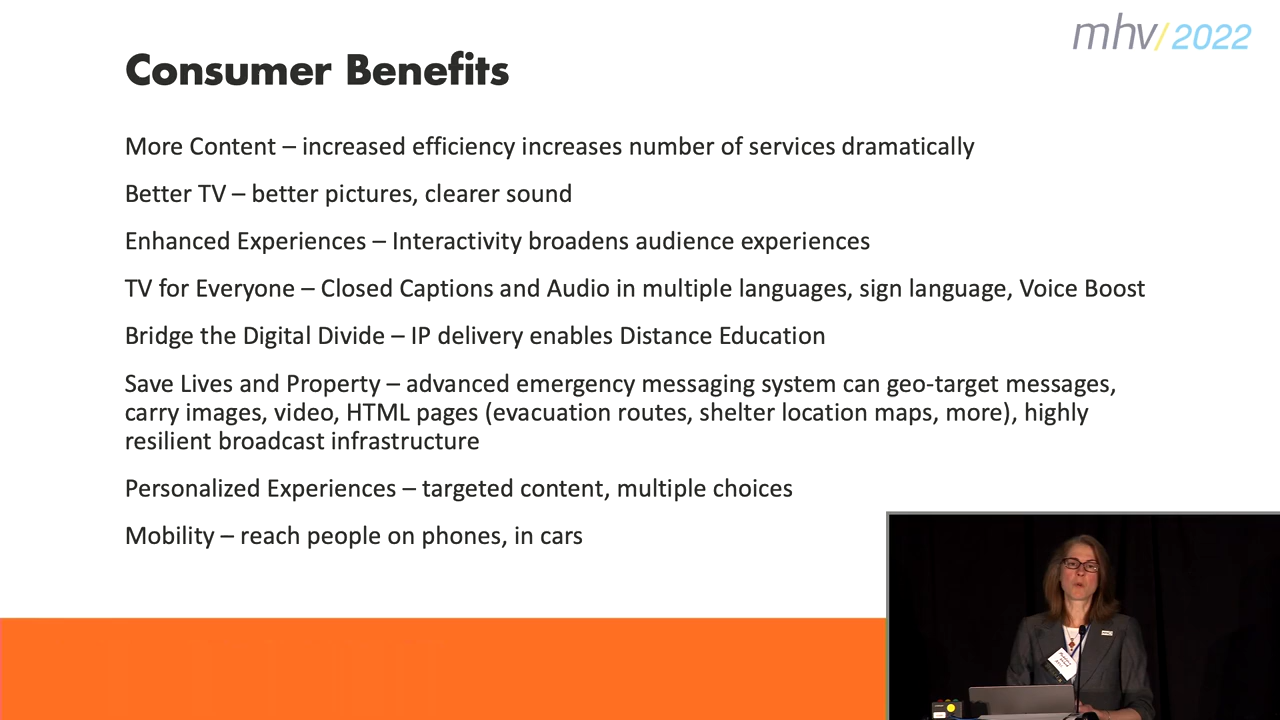 mhv/2022
Consumer Benefits
More Content – increased efficiency increases number of services dramatically
Better TV – better pictures, clearer sound
Enhanced Experiences – Interactivity broadens audience experiences
TV for Everyone – Closed Captions and Audio in multiple languages, sign language, Voice Boost
Bridge the Digital Divide – IP delivery enables Distance Education
Save Lives and Property – advanced emergency messaging system can geo-target messages,
carry images, video, HTML pages (evacuation routes, shelter location maps, more), highly
resilient broadcast infrastructure
Personalized Experiences – targeted content, multiple choices
Mobility – reach people on phones, in cars